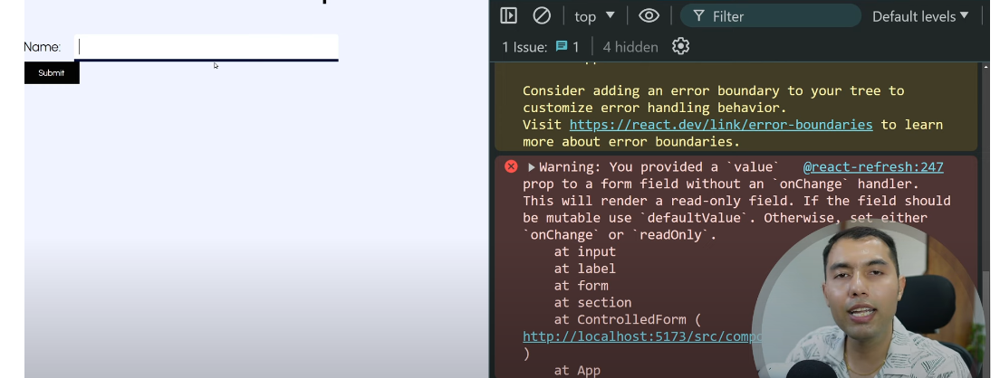 Name:
Submit
top
Filter
Default levels
1 Issue: 1
4 hidden
Consider adding an error boundary to your tree to
customize error handling behavior.
Visit https://react.dev/link/error-boundaries to learn
more about error boundaries.
Warning: You provided a `value` @react-refresh:247
prop to a form field without an `onChange` handler.
This will render a read-only field. If the field should
be mutable use `defaultValue`. Otherwise, set either
`onChange` or `readOnly`.
at input
at label
at form
at section
at ControlledForm (
http://localhost:5173/src/compo
)
at App